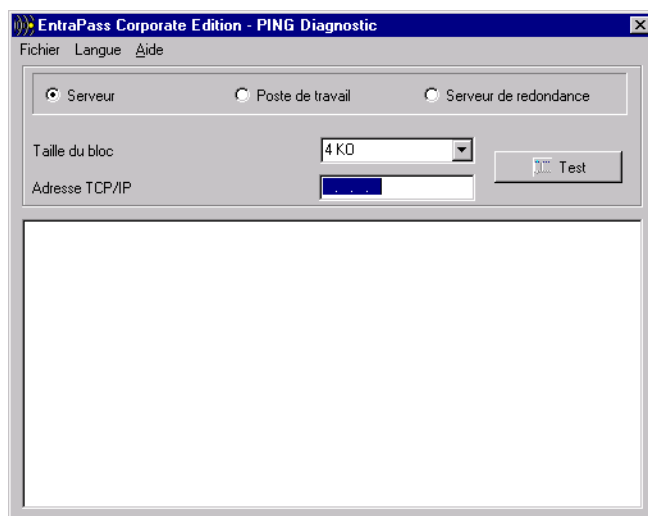 EntraPass Corporate Edition - PING Diagnostic
Fichier Langue Aide
Serveur Poste de travail Serveur de redondance
Taille du bloc 4 KO
Test
Adresse TCP/IP . . .